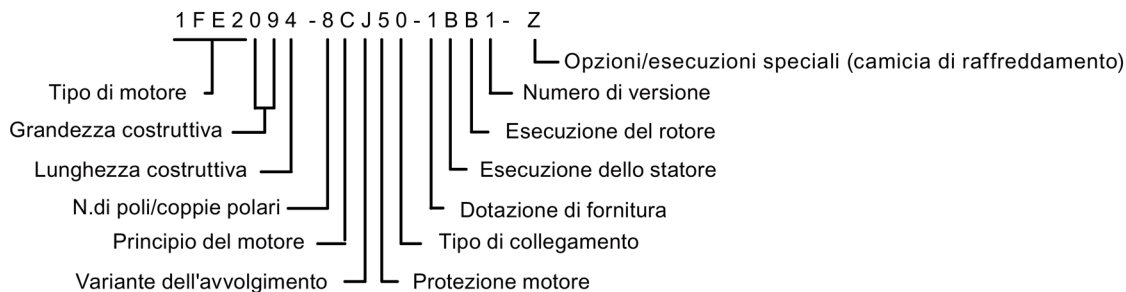 1FE2094-8CJ50-1BB1- Z
Opzioni/esecuzioni speciali (camicia di raffreddamento)
Tipo di motore
Numero di versione
Grandezza costruttiva
Esecuzione del rotore
Lunghezza costruttiva
Esecuzione dello statore
N.di poli/coppie polari
Dotazione di fornitura
Principio del motore
Tipo di collegamento
Variante dell'avvolgimento
Protezione motore